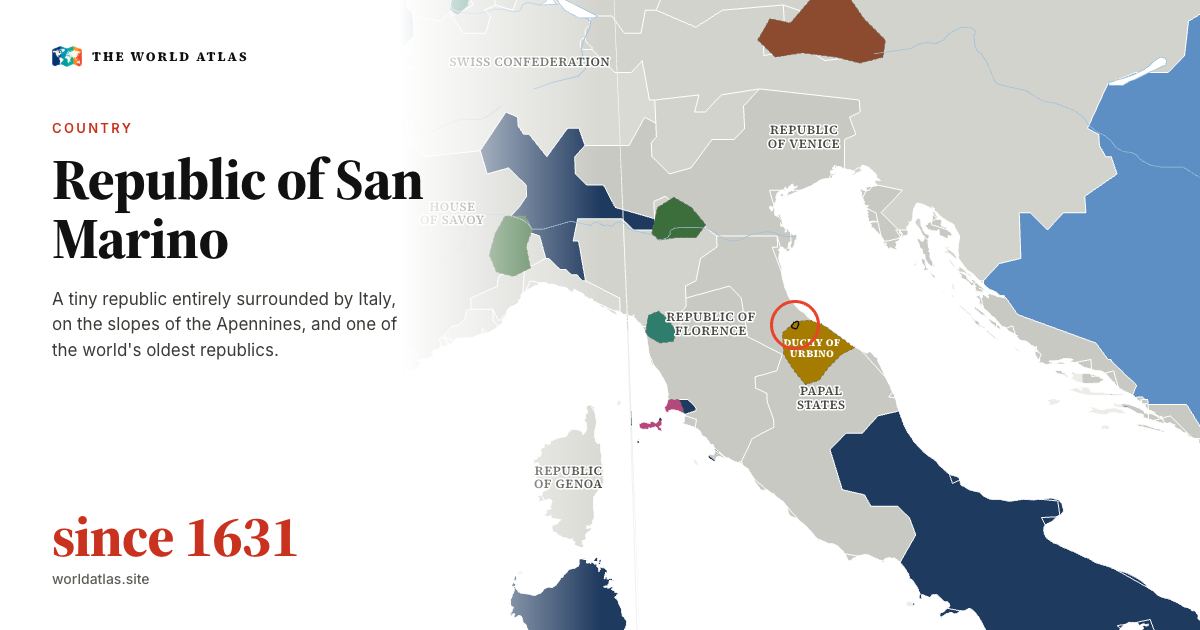 THE WORLD ATLAS
COUNTRY
Republic of San
Marino
A tiny republic entirely surrounded by Italy,
on the slopes of the Apennines, and one of
the world's oldest republics.
since 1631
worldatlas.site
SWISS CONFEDERATION
REPUBLIC
OF VENICE
HOUSE
OF SAVOY
REPUBLIC OF
FLORENCE
DUCHY OF
URBINO
PAPAL
STATES
REPUBLIC
OF GENOA